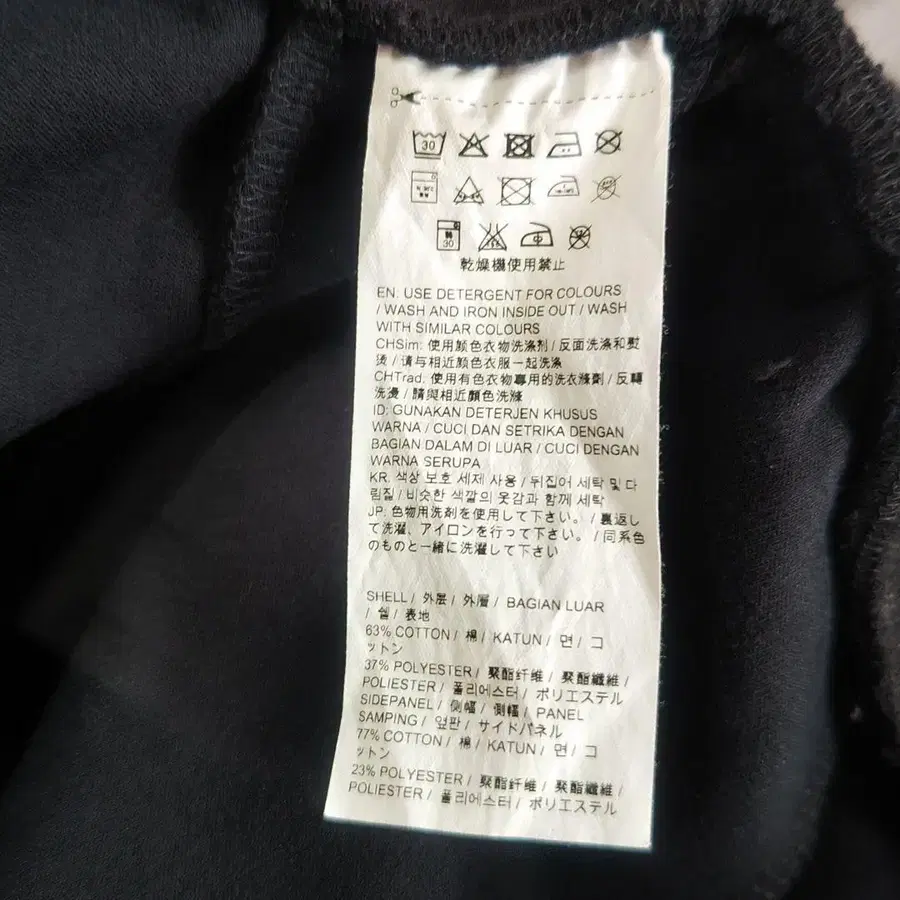 30
30
乾燥機使用禁止
EN: USE DETERGENT FOR COLOURS
/ WASH AND IRON INSIDE OUT / WASH
WITH SIMILAR COLOURS
CHSim: 使用颜色衣物洗涤剂 / 反面洗涤和熨
烫 / 请与相近颜色衣服一起洗涤
CHTrad. 使用有色衣物專用的洗衣滌劑 / 反轉
洗燙 / 請與相近顏色洗滌
ID: GUNAKAN DETERJEN KHUSUS
WARNA / CUCI DAN SETRIKA DENGAN
BAGIAN DALAM DI LUAR / CUCI DENGAN
WARNA SERUPA
KR. 색상 보호 세제 사용 / 뒤집어 세탁 및 다
림질 / 비슷한 색깔의 옷감과 함께 세탁
JP: 色物用洗剤を使用して下さい。 / 裏返し
て洗濯、アイロンを行って下さい。 / 同系色
のものと一緒に洗濯して下さい
SHELL / 外层 / 外層 / BAGIAN LUAR
/ 쉘 / 表地
63% COTTON / 棉 / KATUN / 면 / コ
ットン
37% POLYESTER / 聚酯纤维 / 聚酯纖維 /
POLIESTER / 폴리에스터 / ポリエステル
SIDEPANEL / 侧幅 / 側幅 / PANEL
SAMPING / 옆판 / サイドパネル
77% COTTON / 棉 / KATUN / 면 / コ
ットン
23% POLYESTER / 聚酯纤维 / 聚酯纖維 /
POLIESTER / 폴리에스터 / ポリエステル